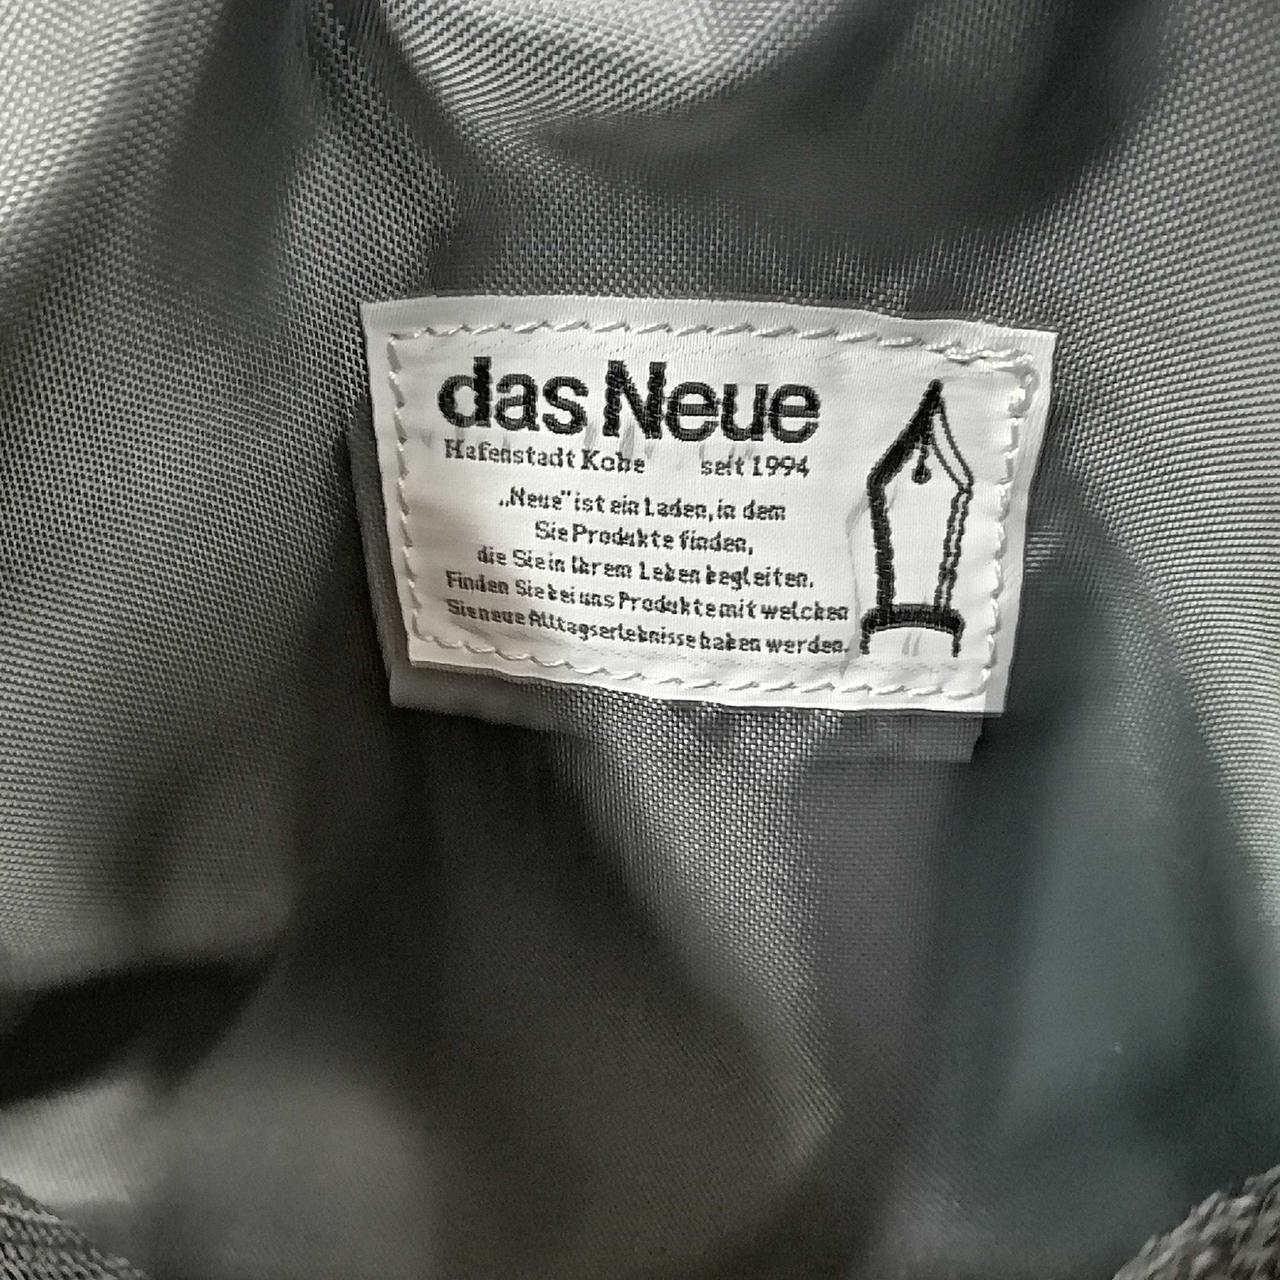 das Neue
Hafenstadt Kobe seit 1994
„Neue" ist ein Laden, in dem
Sie Produkte finden,
die Sie in Ihrem Leben begleiten.
Finden Sie bei uns Produkte mit welchen
Sie neue Alltagserlebnisse haben werden.